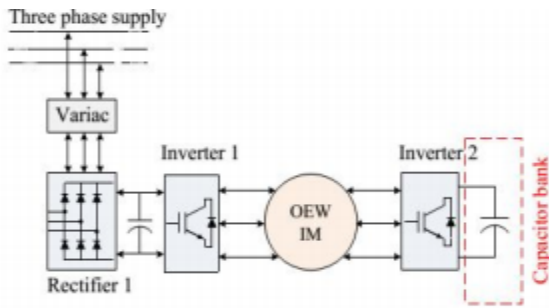 Three phase supply
Variac
Inverter 1
Inverter 2
OEW
IM
Rectifier 1
Capacitor bank